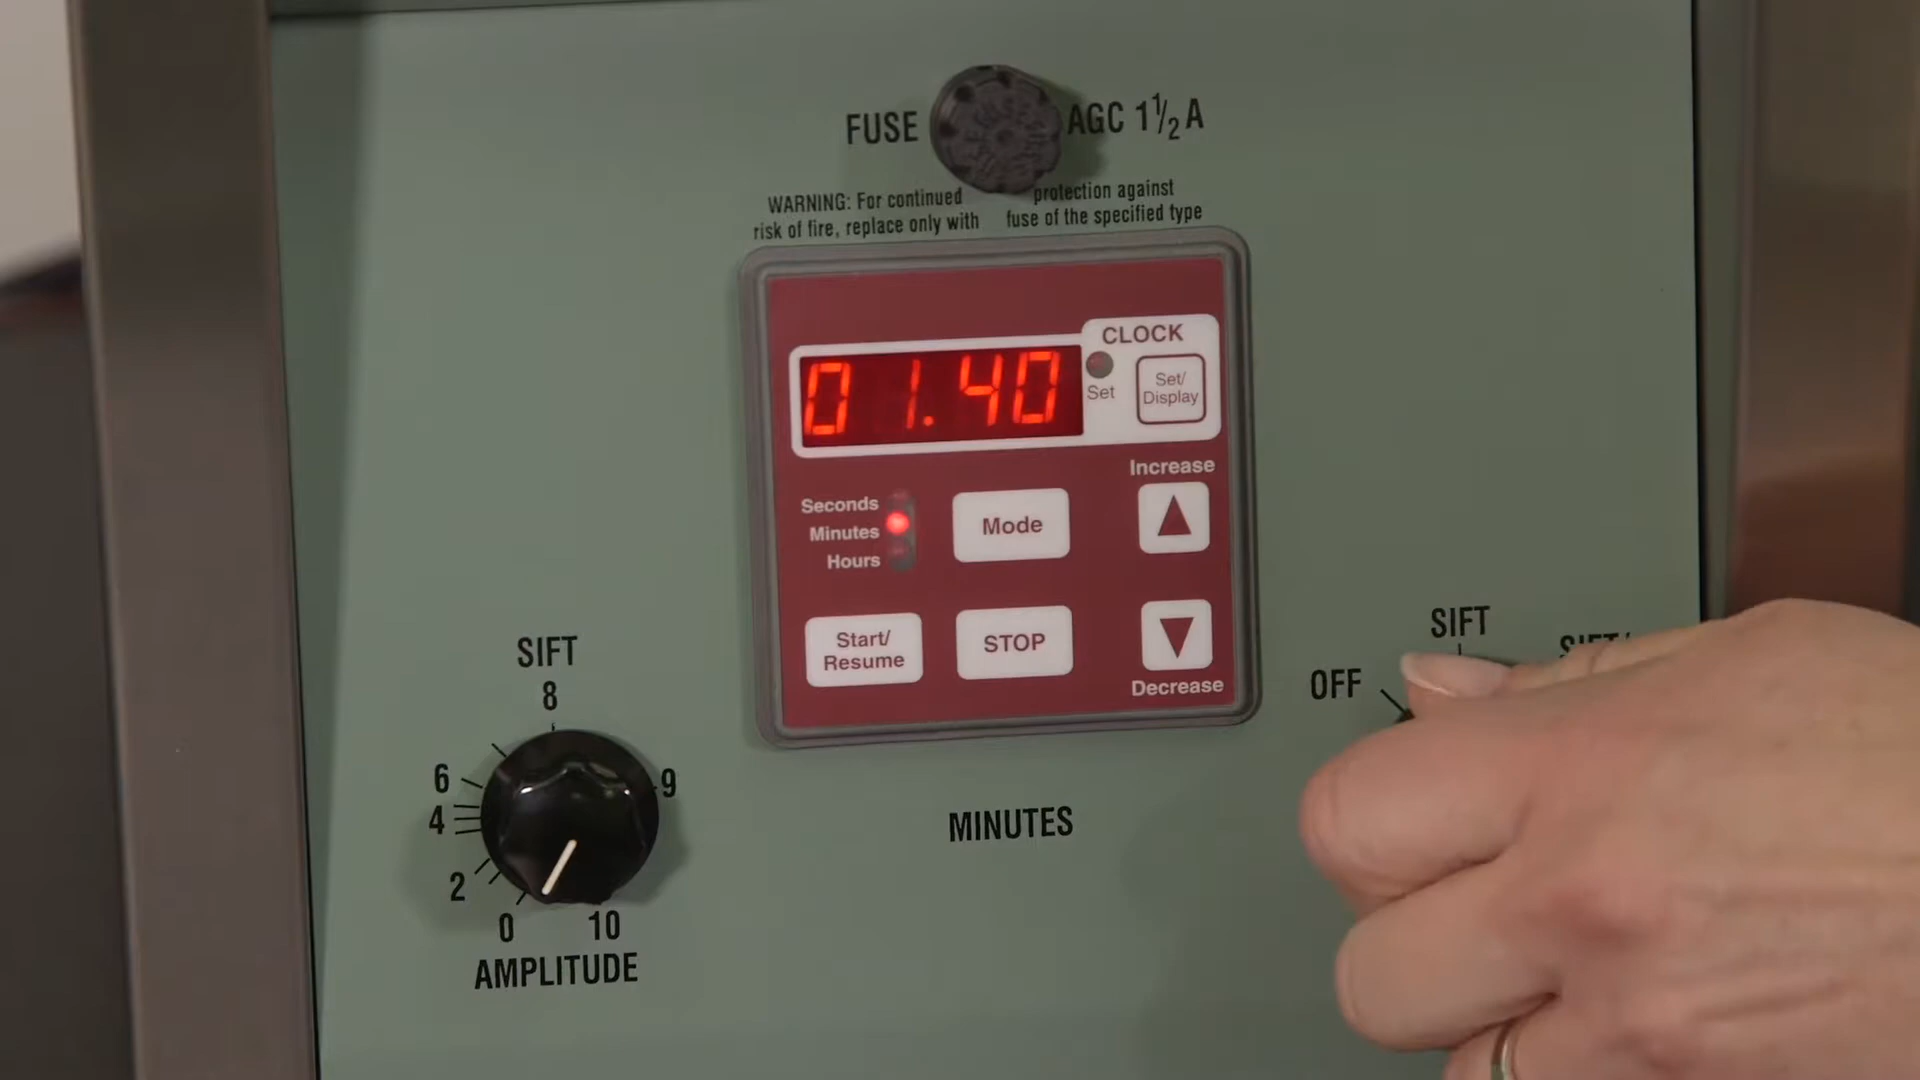 FUSE AGC 1 1/2 A
WARNING: For continued protection against
risk of fire, replace only with fuse of the specified type
CLOCK
01.40
Set
Set/
Display
Increase
Seconds
Minutes
Hours
Mode
Start/
Resume
STOP
Decrease
SIFT
8
6
9
4
2
0
10
AMPLITUDE
MINUTES
SIFT
OFF